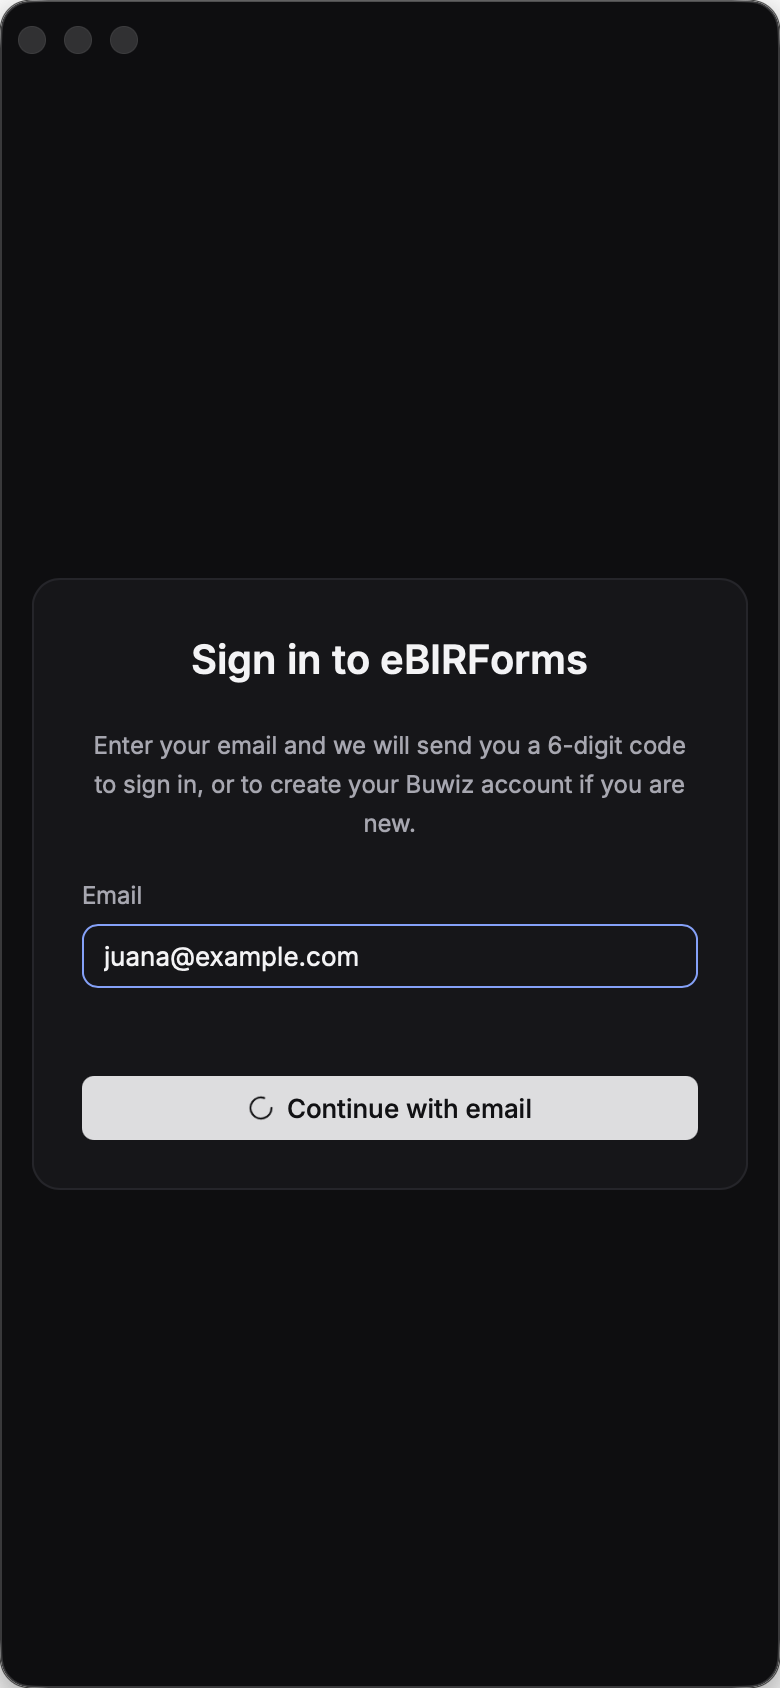 Sign in to eBIRForms
Enter your email and we will send you a 6-digit code
to sign in, or to create your Buwiz account if you are
new.
Email
juana@example.com
Continue with email